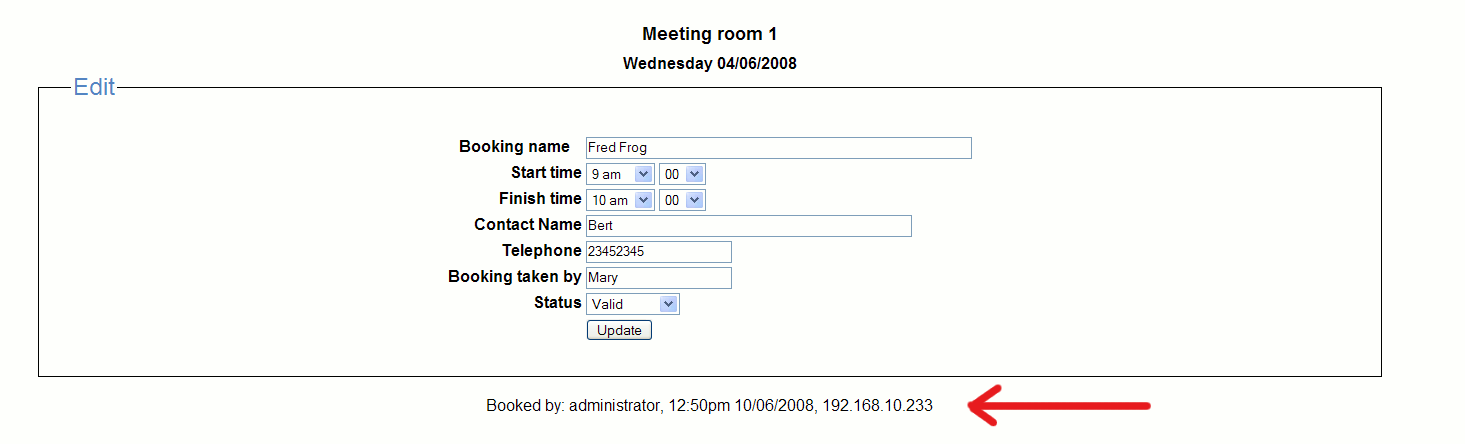 Meeting room 1
Wednesday 04/06/2008
Edit
Booking name Fred Frog
Start time 9 am 00
Finish time 10 am 00
Contact Name Bert
Telephone 23452345
Booking taken by Mary
Status Valid
Update
Booked by: administrator, 12:50pm 10/06/2008, 192.168.10.233